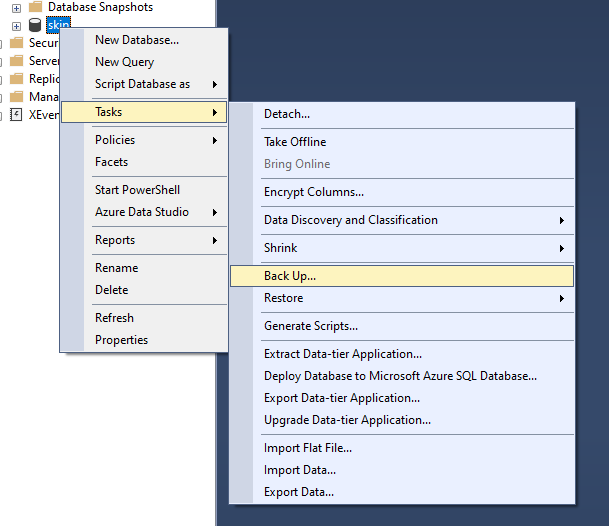 Database Snapshots
skin
Secur
Server
Replic
Mana
XEven
New Database...
New Query
Script Database as
Tasks
Policies
Facets
Start PowerShell
Azure Data Studio
Reports
Rename
Delete
Refresh
Properties
Detach...
Take Offline
Bring Online
Encrypt Columns...
Data Discovery and Classification
Shrink
Back Up...
Restore
Generate Scripts...
Extract Data-tier Application...
Deploy Database to Microsoft Azure SQL Database...
Export Data-tier Application...
Upgrade Data-tier Application...
Import Flat File...
Import Data...
Export Data...